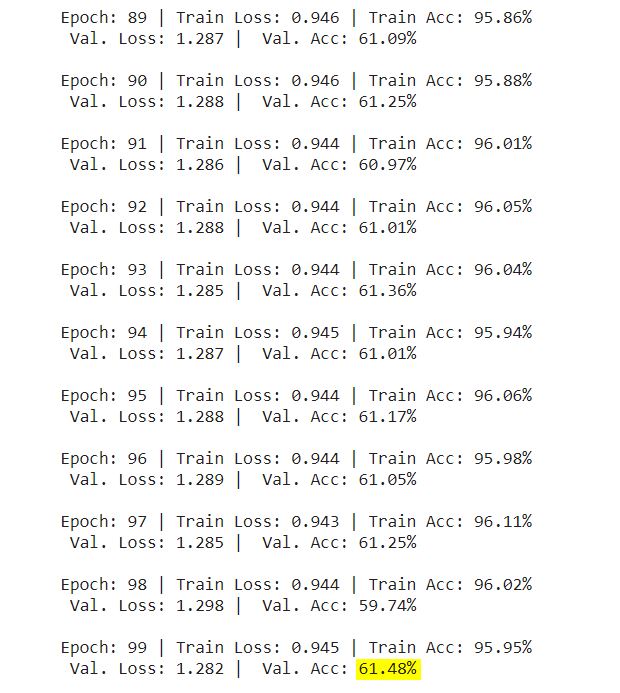 Epoch: 89 | Train Loss: 0.946 | Train Acc: 95.86%
Val. Loss: 1.287 | Val. Acc: 61.09%
Epoch: 90 | Train Loss: 0.946 | Train Acc: 95.88%
Val. Loss: 1.288 | Val. Acc: 61.25%
Epoch: 91 | Train Loss: 0.944 | Train Acc: 96.01%
Val. Loss: 1.286 | Val. Acc: 60.97%
Epoch: 92 | Train Loss: 0.944 | Train Acc: 96.05%
Val. Loss: 1.288 | Val. Acc: 61.01%
Epoch: 93 | Train Loss: 0.944 | Train Acc: 96.04%
Val. Loss: 1.285 | Val. Acc: 61.36%
Epoch: 94 | Train Loss: 0.945 | Train Acc: 95.94%
Val. Loss: 1.287 | Val. Acc: 61.01%
Epoch: 95 | Train Loss: 0.944 | Train Acc: 96.06%
Val. Loss: 1.288 | Val. Acc: 61.17%
Epoch: 96 | Train Loss: 0.944 | Train Acc: 95.98%
Val. Loss: 1.289 | Val. Acc: 61.05%
Epoch: 97 | Train Loss: 0.943 | Train Acc: 96.11%
Val. Loss: 1.285 | Val. Acc: 61.25%
Epoch: 98 | Train Loss: 0.944 | Train Acc: 96.02%
Val. Loss: 1.298 | Val. Acc: 59.74%
Epoch: 99 | Train Loss: 0.945 | Train Acc: 95.95%
Val. Loss: 1.282 | Val. Acc: 61.48%